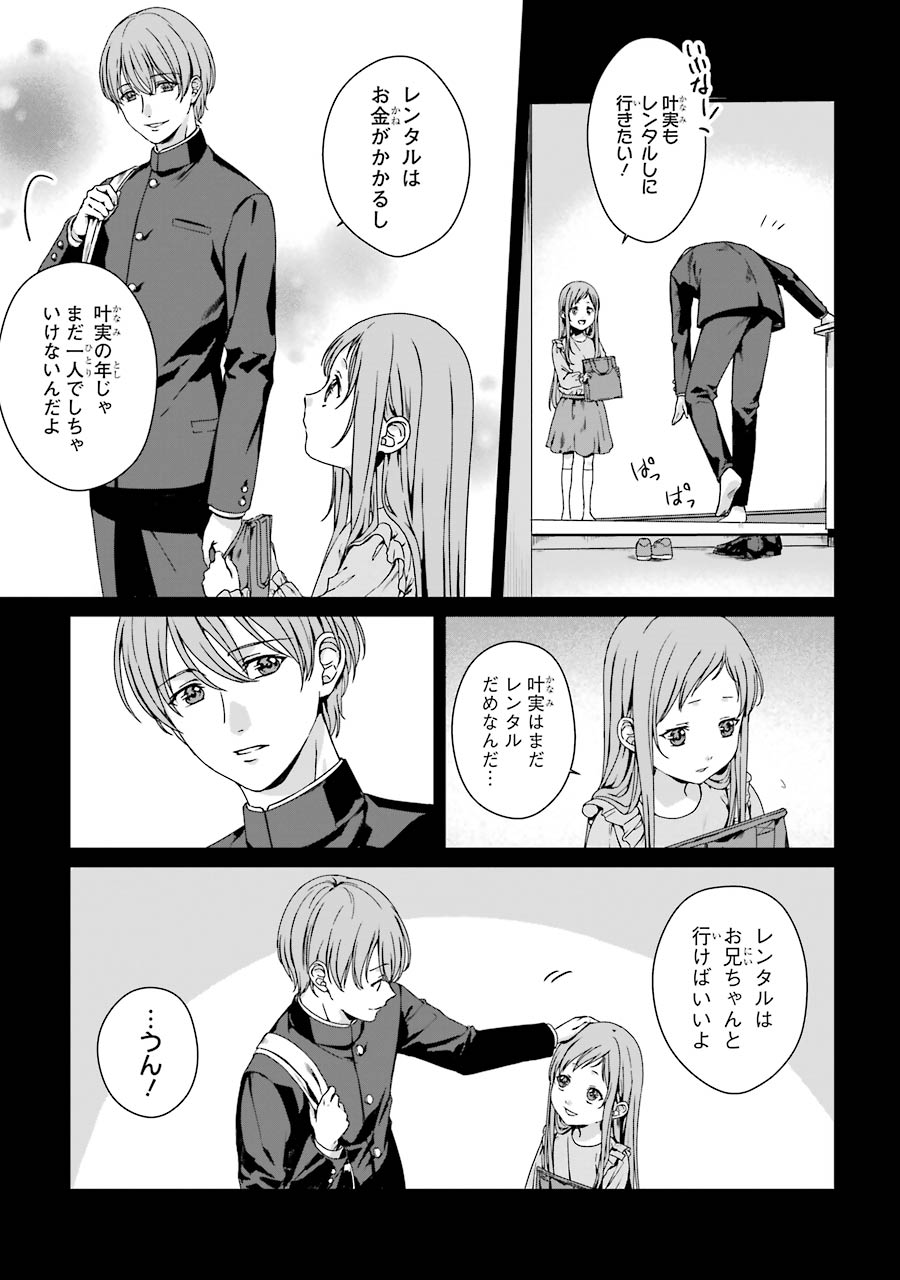 いいなー
叶実も
レンタルしに
行きたい！
ぱっ
ぱっ
レンタルは
お金がかかるし
叶実の年じゃ
まだ一人でしちゃ
いけないんだよ
叶実はまだ
レンタル
だめなんだ…
レンタルは
お兄ちゃんと
行けばいいよ
…うん！